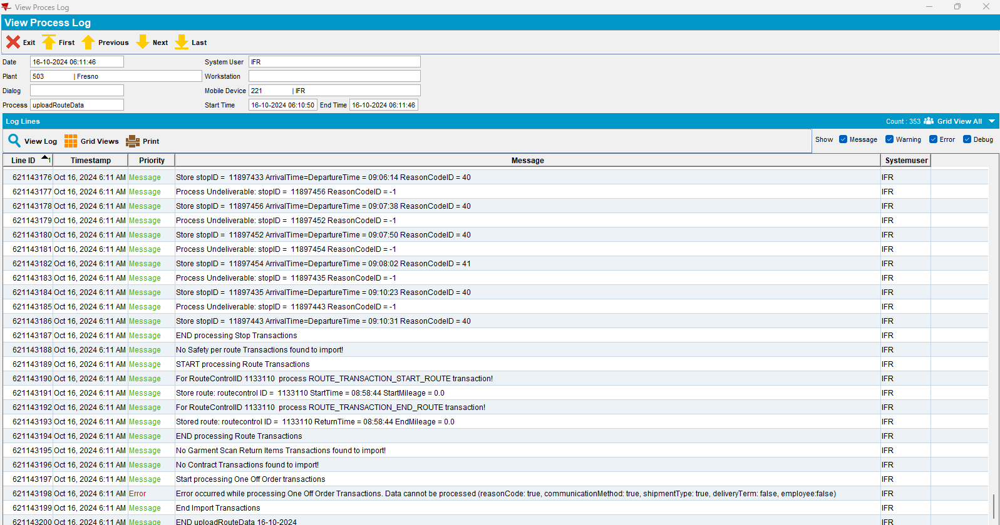 View Proces Log
View Process Log
Exit First Previous Next Last
Date 16-10-2024 06:11:46 System User IFR
Plant 503 | Fresno Workstation
Dialog Mobile Device 221 | IFR
Process uploadRouteData Start Time 16-10-2024 06:10:50 End Time 16-10-2024 06:11:46
Log Lines Count : 353 Grid View All
View Log Grid Views Print Show Message Warning Error Debug
Line ID 1 Timestamp Priority Message Systemuser
621143176 Oct 16, 2024 6:11 AM Message Store stopID = 11897433 ArrivalTime=DepartureTime = 09:06:14 ReasonCodeID = 40 IFR
621143177 Oct 16, 2024 6:11 AM Message Process Undeliverable: stopID = 11897456 ReasonCodeID = -1 IFR
621143178 Oct 16, 2024 6:11 AM Message Store stopID = 11897456 ArrivalTime=DepartureTime = 09:07:38 ReasonCodeID = 40 IFR
621143179 Oct 16, 2024 6:11 AM Message Process Undeliverable: stopID = 11897452 ReasonCodeID = -1 IFR
621143180 Oct 16, 2024 6:11 AM Message Store stopID = 11897452 ArrivalTime=DepartureTime = 09:07:50 ReasonCodeID = 40 IFR
621143181 Oct 16, 2024 6:11 AM Message Process Undeliverable: stopID = 11897454 ReasonCodeID = -1 IFR
621143182 Oct 16, 2024 6:11 AM Message Store stopID = 11897454 ArrivalTime=DepartureTime = 09:08:02 ReasonCodeID = 41 IFR
621143183 Oct 16, 2024 6:11 AM Message Process Undeliverable: stopID = 11897435 ReasonCodeID = -1 IFR
621143184 Oct 16, 2024 6:11 AM Message Store stopID = 11897435 ArrivalTime=DepartureTime = 09:10:23 ReasonCodeID = 40 IFR
621143185 Oct 16, 2024 6:11 AM Message Process Undeliverable: stopID = 11897443 ReasonCodeID = -1 IFR
621143186 Oct 16, 2024 6:11 AM Message Store stopID = 11897443 ArrivalTime=DepartureTime = 09:10:31 ReasonCodeID = 40 IFR
621143187 Oct 16, 2024 6:11 AM Message END processing Stop Transactions IFR
621143188 Oct 16, 2024 6:11 AM Message No Safety per route Transactions found to import! IFR
621143189 Oct 16, 2024 6:11 AM Message START processing Route Transactions IFR
621143190 Oct 16, 2024 6:11 AM Message For RouteControlID 1133110 process ROUTE_TRANSACTION_START_ROUTE transaction! IFR
621143191 Oct 16, 2024 6:11 AM Message Store route: routecontrol ID = 1133110 StartTime = 08:58:44 StartMileage = 0.0 IFR
621143192 Oct 16, 2024 6:11 AM Message For RouteControlID 1133110 process ROUTE_TRANSACTION_END_ROUTE transaction! IFR
621143193 Oct 16, 2024 6:11 AM Message Stored route: routecontrol ID = 1133110 ReturnTime = 08:58:44 EndMileage = 0.0 IFR
621143194 Oct 16, 2024 6:11 AM Message END processing Route Transactions IFR
621143195 Oct 16, 2024 6:11 AM Message No Garment Scan Return Items Transactions found to import! IFR
621143196 Oct 16, 2024 6:11 AM Message No Contract Transactions found to import! IFR
621143197 Oct 16, 2024 6:11 AM Message Start processing One Off Order transactions IFR
621143198 Oct 16, 2024 6:11 AM Error Error occurred while processing One Off Order Transactions. Data cannot be processed (reasonCode: true, communicationMethod: true, shipmentType: true, deliveryTerm: false, employee:false) IFR
621143199 Oct 16, 2024 6:11 AM Message End Import Transactions IFR
621143200 Oct 16, 2024 6:11 AM Message END uploadRouteData 16-10-2024 IFR